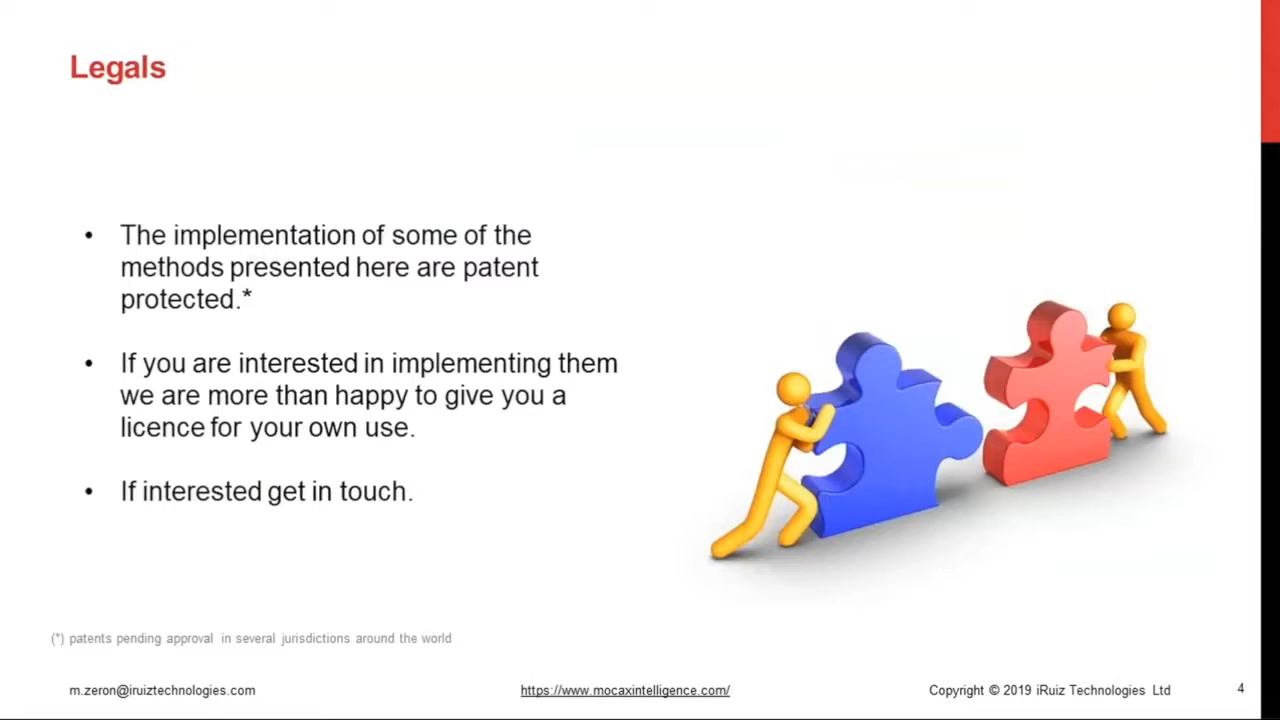 Legals
• The implementation of some of the
methods presented here are patent
protected.*
• If you are interested in implementing them
we are more than happy to give you a
licence for your own use.
• If interested get in touch.
(*) patents pending approval in several jurisdictions around the world
m.zeron@iruiztechnologies.com
https://www.mocaxintelligence.com/
Copyright © 2019 iRuiz Technologies Ltd
4